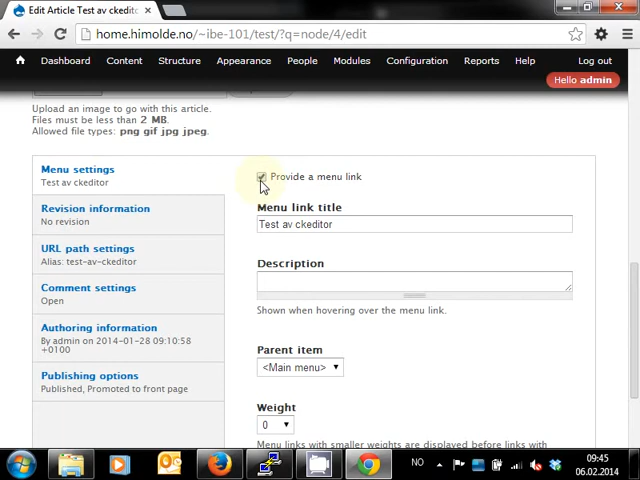 Edit Article Test av ckeditor
home.himolde.no/~ibe-101/test/?q=node/4/edit
Dashboard Content Structure Appearance People Modules Configuration Reports Help Log out
Hello admin
Upload an image to go with this article.
Files must be less than 2 MB.
Allowed file types: png gif jpg jpeg.
Menu settings
Test av ckeditor
Revision information
No revision
URL path settings
Alias: test-av-ckeditor
Comment settings
Open
Authoring information
By admin on 2014-01-28 09:10:58
+0100
Publishing options
Published, Promoted to front page
Provide a menu link
Menu link title
Test av ckeditor
Description
Shown when hovering over the menu link.
Parent item
<Main menu>
Weight
0
Menu links with smaller weights are displayed before links with
NO
09:45
06.02.2014